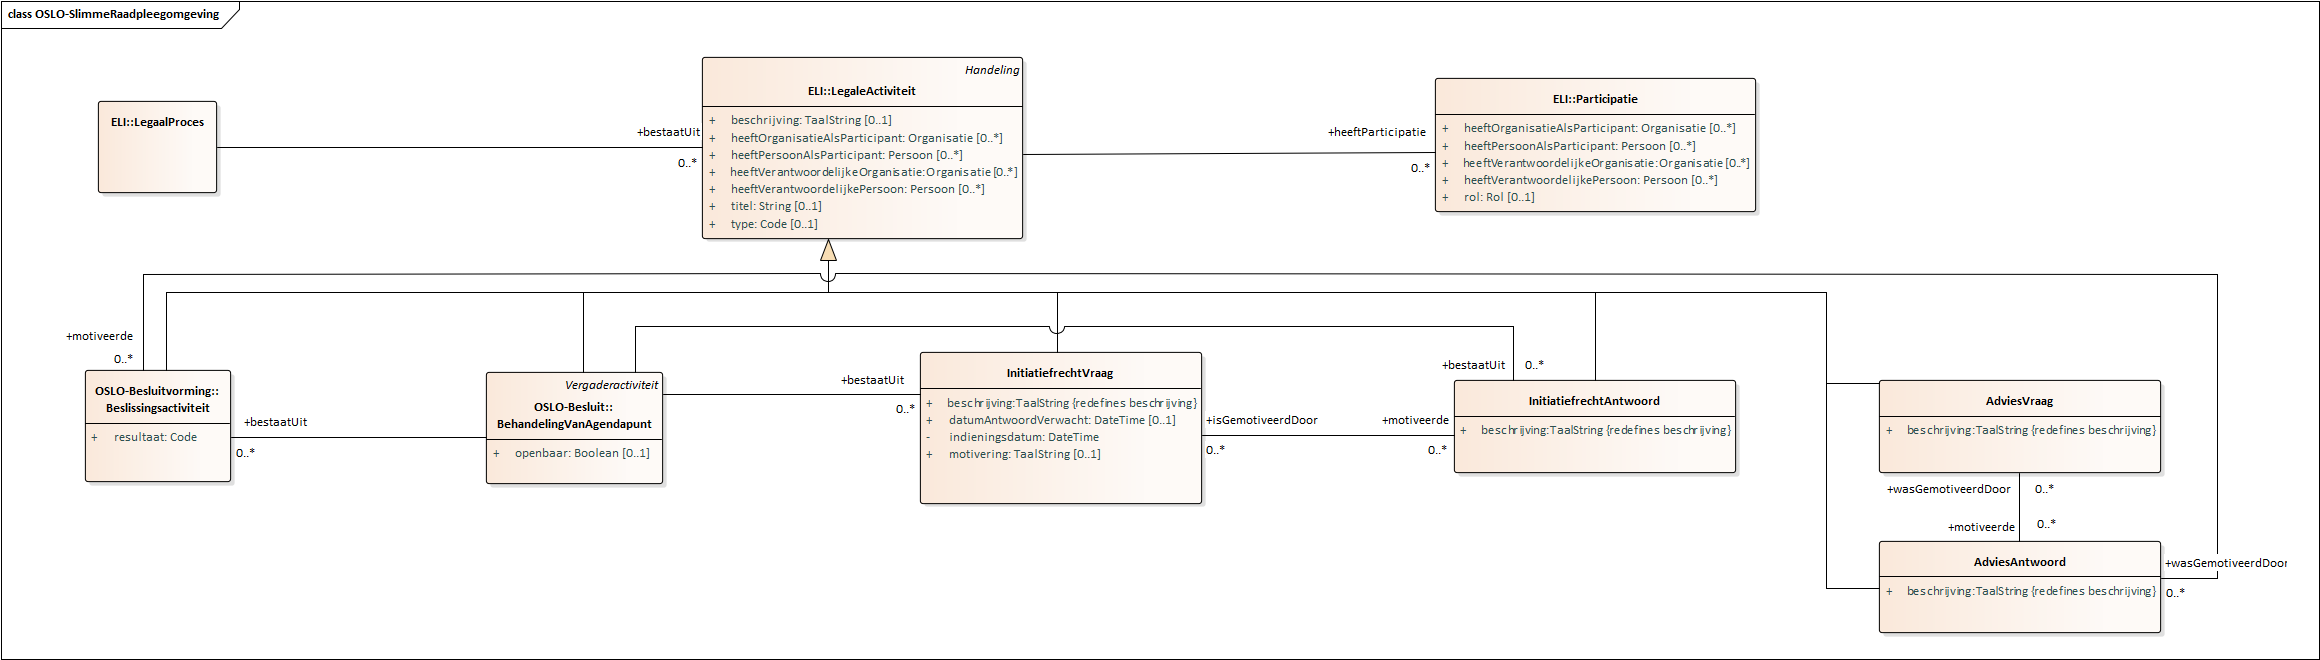 class OSLO-SlimmeRaadpleegomgeving
ELI::LegaalProces
+bestaatUit
0..*
Handeling
ELI::LegaleActiviteit
+ beschrijving: TaalString [0..1]
+ heeftOrganisatieAlsParticipant: Organisatie [0..*]
+ heeftPersoonAlsParticipant: Persoon [0..*]
+ heeftVerantwoordelijkeOrganisatie:Organisatie [0..*]
+ heeftVerantwoordelijkePersoon: Persoon [0..*]
+ titel: String [0..1]
+ type: Code [0..1]
+heeftParticipatie
0..*
ELI::Participatie
+ heeftOrganisatieAlsParticipant: Organisatie [0..*]
+ heeftPersoonAlsParticipant: Persoon [0..*]
+ heeftVerantwoordelijkeOrganisatie:Organisatie [0..*]
+ heeftVerantwoordelijkePersoon: Persoon [0..*]
+ rol: Rol [0..1]
+motiveerde
0..*
OSLO-Besluitvorming::
Beslissingsactiviteit
+ resultaat: Code
+bestaatUit
0..*
Vergaderactiviteit
OSLO-Besluit::
BehandelingVanAgendapunt
+ openbaar: Boolean [0..1]
+bestaatUit
0..*
InitiatiefrechtVraag
+ beschrijving:TaalString {redefines beschrijving}
+ datumAntwoordVerwacht: DateTime [0..1]
- indieningsdatum: DateTime
+ motivering: TaalString [0..1]
+isGemotiveerdDoor
0..*
+motiveerde
0..*
+bestaatUit
0..*
InitiatiefrechtAntwoord
+ beschrijving:TaalString {redefines beschrijving}
AdviesVraag
+ beschrijving:TaalString {redefines beschrijving}
+wasGemotiveerdDoor
0..*
+motiveerde
0..*
AdviesAntwoord
+ beschrijving:TaalString {redefines beschrijving}
+wasGemotiveerdDoor
0..*